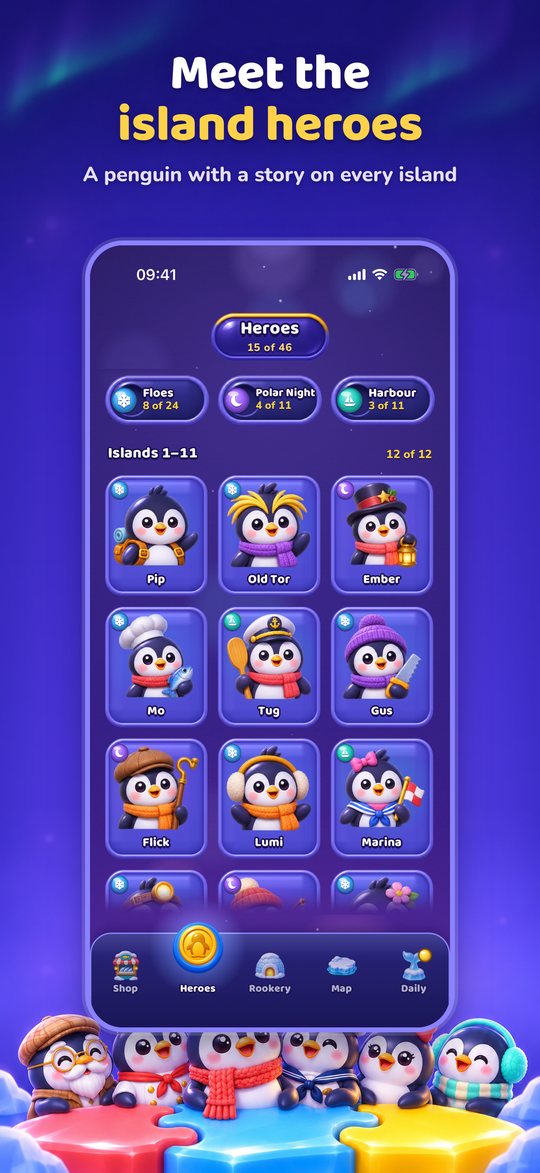 Meet the
island heroes
A penguin with a story on every island
09:41
Heroes
15 of 46
Floes
8 of 24
Polar Night
4 of 11
Harbour
3 of 11
Islands 1–11
12 of 12
Pip
Old Tor
Ember
Mo
Tug
Gus
Flick
Lumi
Marina
Shop
Heroes
Rookery
Map
Daily